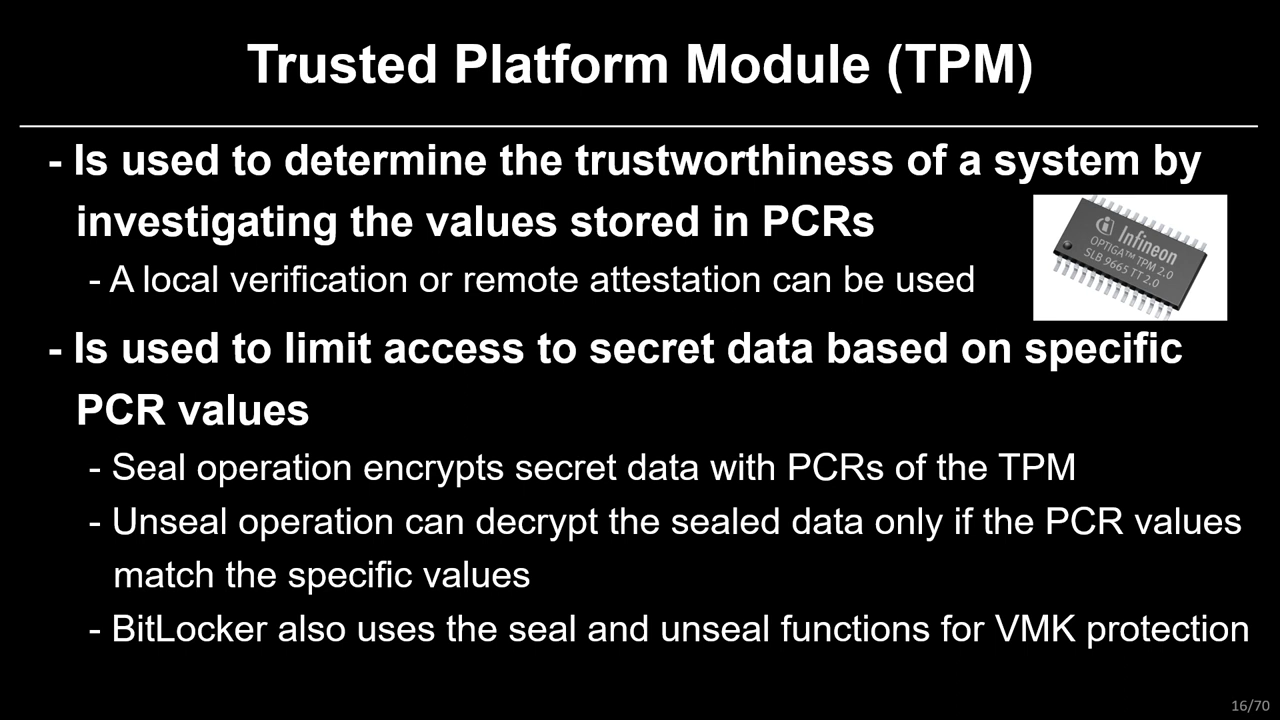 Trusted Platform Module (TPM)
- Is used to determine the trustworthiness of a system by
investigating the values stored in PCRs
- A local verification or remote attestation can be used
Infineon
OPTIGA™ TPM 2.0
SLB 9665 TT 2.0
- Is used to limit access to secret data based on specific
PCR values
- Seal operation encrypts secret data with PCRs of the TPM
- Unseal operation can decrypt the sealed data only if the PCR values
match the specific values
- BitLocker also uses the seal and unseal functions for VMK protection
16/70